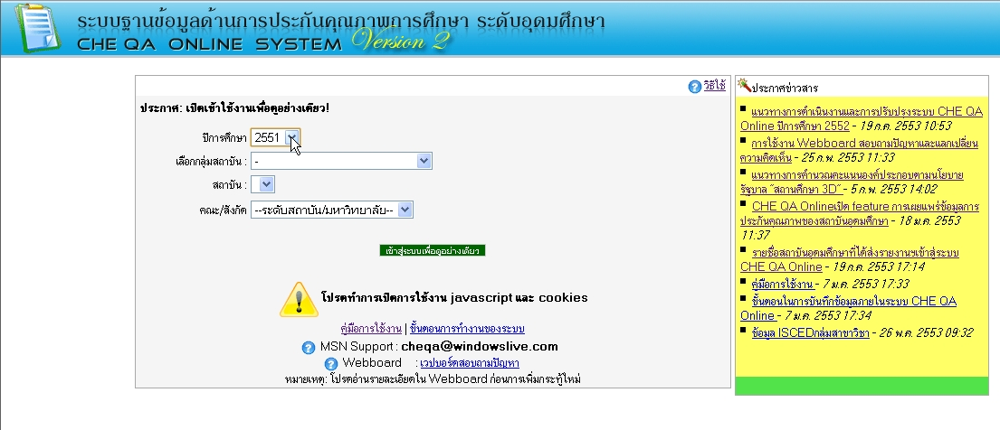 ระบบฐานข้อมูลด้านการประกันคุณภาพการศึกษา ระดับอุดมศึกษา
CHE QA ONLINE SYSTEM Version 2
วิธีใช้
ประกาศ: เปิดเข้าใช้งานเพื่อดูอย่างเดียว!
ปีการศึกษา 2551
เลือกกลุ่มสถาบัน : -
สถาบัน :
คณะ/สังกัด --ระดับสถาบัน/มหาวิทยาลัย--
เข้าสู่ระบบเพื่อดูอย่างเดียว
โปรดทำการเปิดการใช้งาน javascript และ cookies
คู่มือการใช้งาน | ขั้นตอนการทำงานของระบบ
MSN Support : cheqa@windowslive.com
Webboard : เวปบอร์ดสอบถามปัญหา
หมายเหตุ: โปรดอ่านรายละเอียดใน Webboard ก่อนการเพิ่มกระทู้ใหม่
ประกาศข่าวสาร
แนวทางการดำเนินงานและการปรับปรุงระบบ CHE QA
Online ปีการศึกษา 2552 - 19 ก.ค. 2553 10:53
การใช้งาน Webboard สอบถามปัญหาและแลกเปลี่ยน
ความคิดเห็น - 25 ก.พ. 2553 11:33
แนวทางการคำนวณคะแนนองค์ประกอบตามนโยบาย
รัฐบาล "สถานศึกษา 3D" - 5 ก.พ. 2553 14:02
CHE QA Onlineเปิด feature การเผยแพร่ข้อมูลการ
ประกันคุณภาพของสถาบันอุดมศึกษา - 18 ม.ค. 2553
11:37
รายชื่อสถาบันอุดมศึกษาที่ได้ส่งรายงานฯเข้าสู่ระบบ
CHE QA Online - 19 ก.ค. 2553 17:14
คู่มือการใช้งาน - 7 ม.ค. 2553 17:33
ขั้นตอนในการบันทึกข้อมูลภายในระบบ CHE QA
Online - 7 ม.ค. 2553 17:34
ข้อมูล ISCEDกลุ่มสาขาวิชา - 26 พ.ค. 2553 09:32